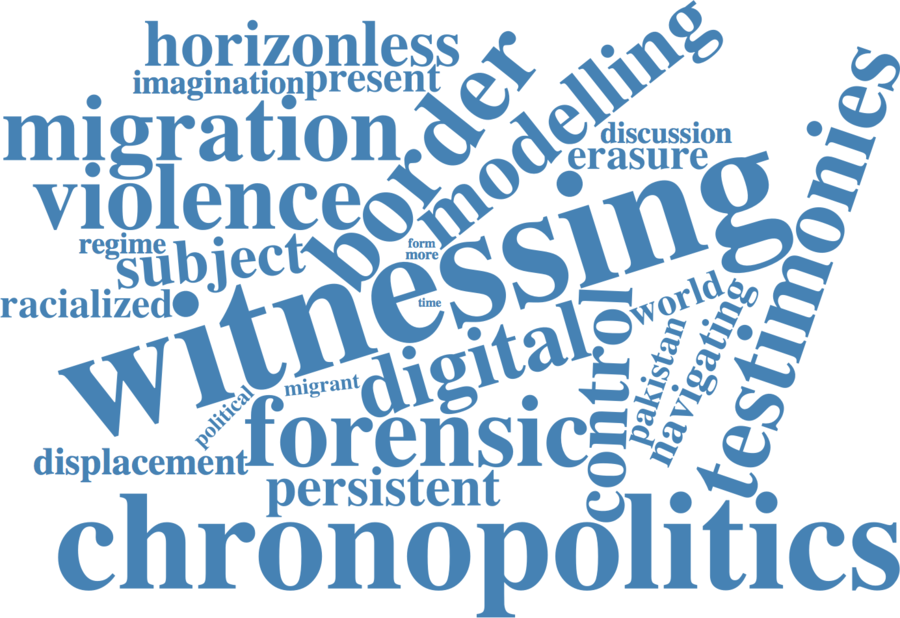 horizonless
imagination
present
border
modelling
migration
discussion
erasure
testimonies
violence
witnessing
regime
subject
form
more
racialized
time
world
control
digital
navigating
pakistan
migrant
political
forensic
displacement
persistent
chronopolitics